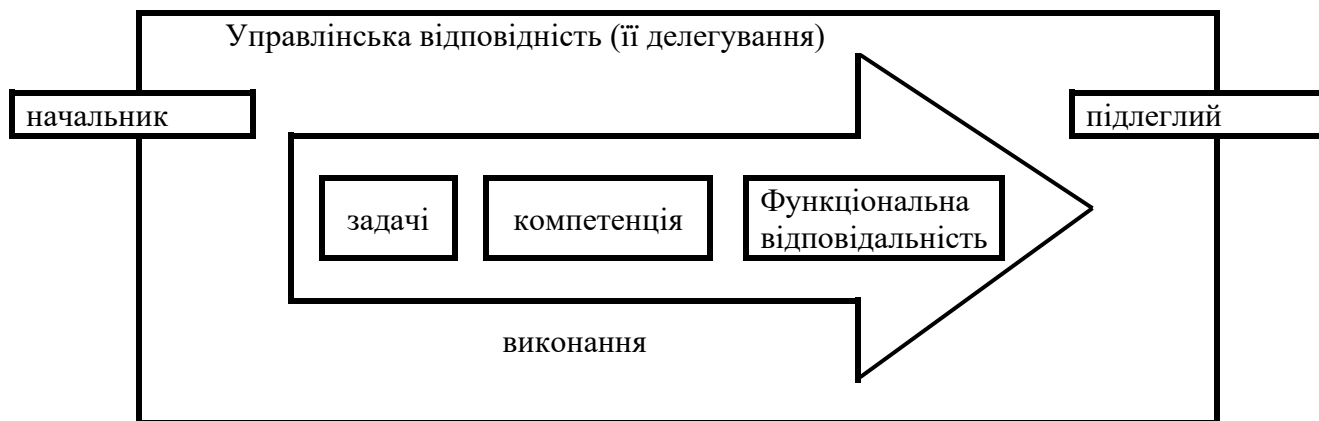 Управлінська відповідність (її делегування)
начальник
підлеглий
задачі
компетенція
Функціональна
відповідальність
виконання